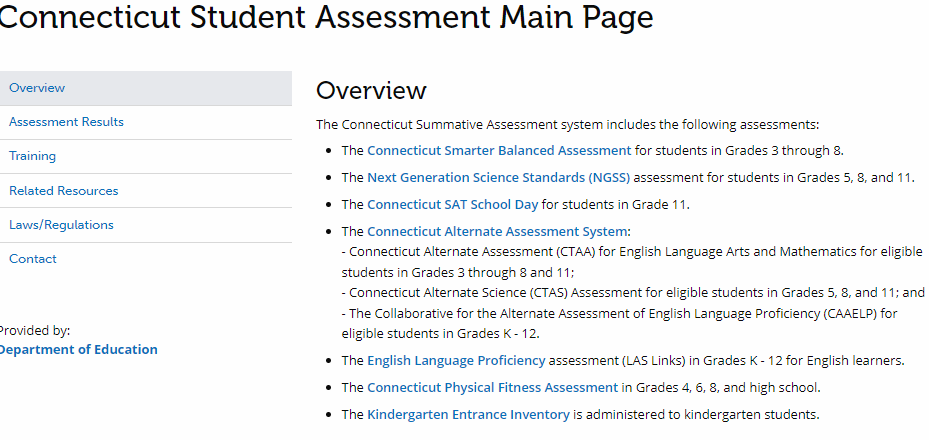 Connecticut Student Assessment Main Page
Overview
Assessment Results
Training
Related Resources
Laws/Regulations
Contact
Provided by:
Department of Education
Overview
The Connecticut Summative Assessment system includes the following assessments:
• The Connecticut Smarter Balanced Assessment for students in Grades 3 through 8.
• The Next Generation Science Standards (NGSS) assessment for students in Grades 5, 8, and 11.
• The Connecticut SAT School Day for students in Grade 11.
• The Connecticut Alternate Assessment System:
- Connecticut Alternate Assessment (CTAA) for English Language Arts and Mathematics for eligible
students in Grades 3 through 8 and 11;
- Connecticut Alternate Science (CTAS) Assessment for eligible students in Grades 5, 8, and 11; and
- The Collaborative for the Alternate Assessment of English Language Proficiency (CAAELP) for
eligible students in Grades K - 12.
• The English Language Proficiency assessment (LAS Links) in Grades K - 12 for English learners.
• The Connecticut Physical Fitness Assessment in Grades 4, 6, 8, and high school.
• The Kindergarten Entrance Inventory is administered to kindergarten students.